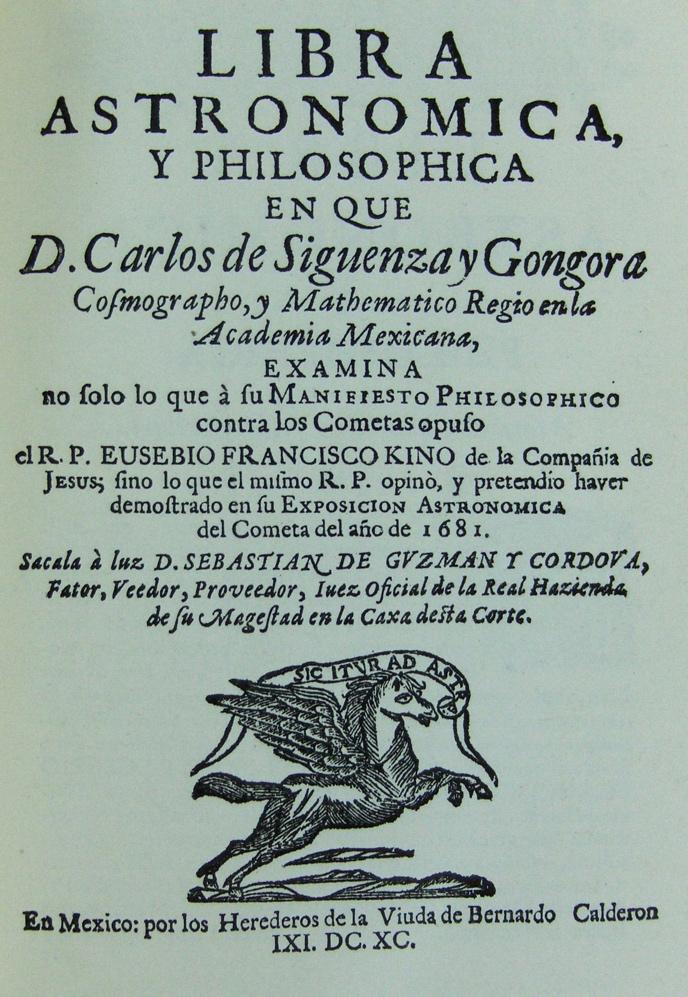 LIBRA
ASTRONOMICA,
Y PHILOSOPHICA
EN QUE
D. Carlos de Siguenza y Gongora
Coſmographo, y Mathematico Regio en la
Academia Mexicana,
EXAMINA
no ſolo lo que à ſu MANIFIESTO PHILOSOPHICO
contra los Cometas opuſo
el R. P. EUSEBIO FRANCISCO KINO de la Compañia de
JESUS; ſino lo que el miſmo R. P. opinò, y pretendio haver
demoſtrado en ſu EXPOSICION ASTRONOMICA
del Cometa del año de 1681.
Sacala à luz D. SEBASTIAN DE GVZMAN Y CORDOVA,
Fator, Veedor, Proveedor, Iuez Oficial de la Real Hazienda
de ſu Mageſtad en la Caxa deſta Corte.
SIC ITVR AD ASTR
En Mexico: por los Herederos de la Viuda de Bernardo Calderon
IXI. DC. XC.